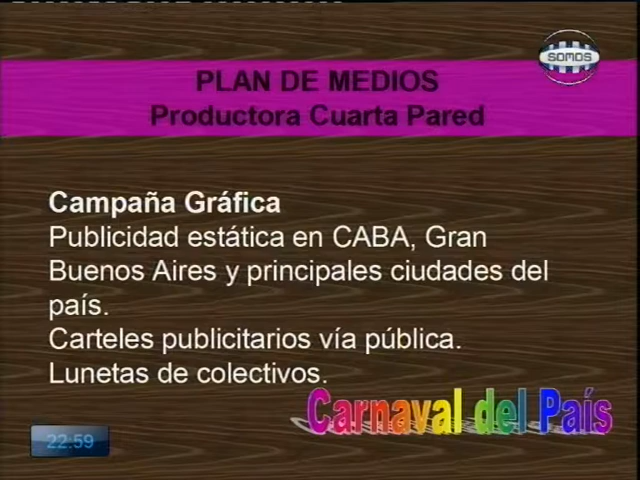 SOMOS
PLAN DE MEDIOS
Productora Cuarta Pared
Campaña Gráfica
Publicidad estática en CABA, Gran
Buenos Aires y principales ciudades del
país.
Carteles publicitarios vía pública.
Lunetas de colectivos.
Carnaval del País
22:59